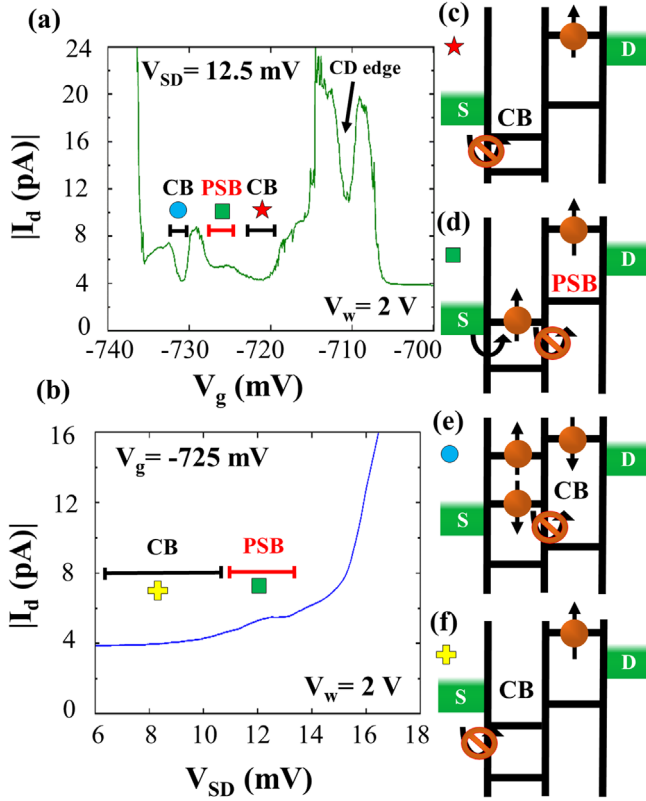 (a)
24
20
16
12
8
4
0
|I_d (pA)|
V_SD = 12.5 mV
CD edge
CB PSB CB
V_w= 2 V
-740 -730 -720 -710 -700
V_g (mV)
(b)
16
12
8
4
0
|I_d (pA)|
V_g= -725 mV
CB PSB
V_w= 2 V
6 8 10 12 14 16 18
V_SD (mV)
(c)
D
S
CB
(d)
D
PSB
S
(e)
D
CB
S
(f)
D
S
CB